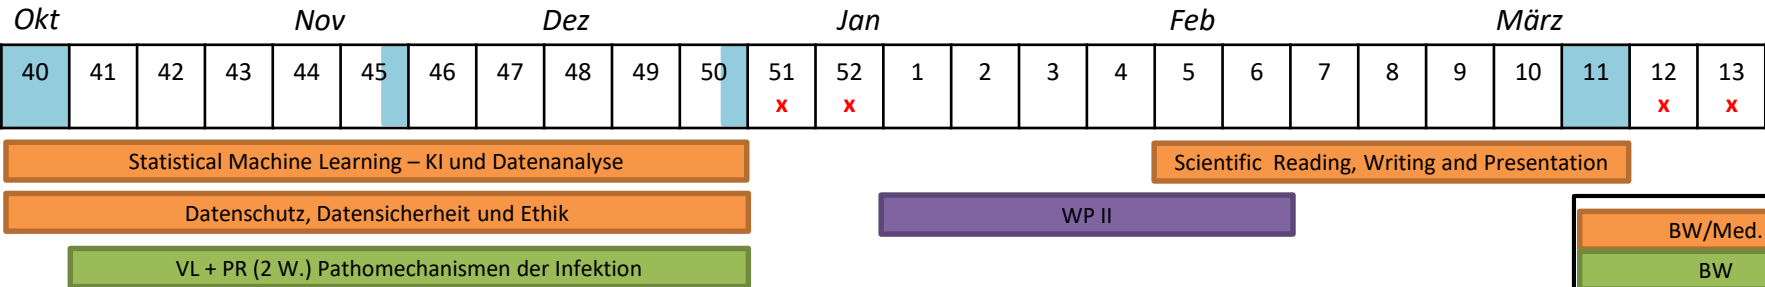 Okt Nov Dez Jan Feb März
40 41 42 43 44 45 46 47 48 49 50 51 52 1 2 3 4 5 6 7 8 9 10 11 12 13
x x x x
Statistical Machine Learning – KI und Datenanalyse Scientific Reading, Writing and Presentation
Datenschutz, Datensicherheit und Ethik WP II
BW/Med.
VL + PR (2 W.) Pathomechanismen der Infektion BW